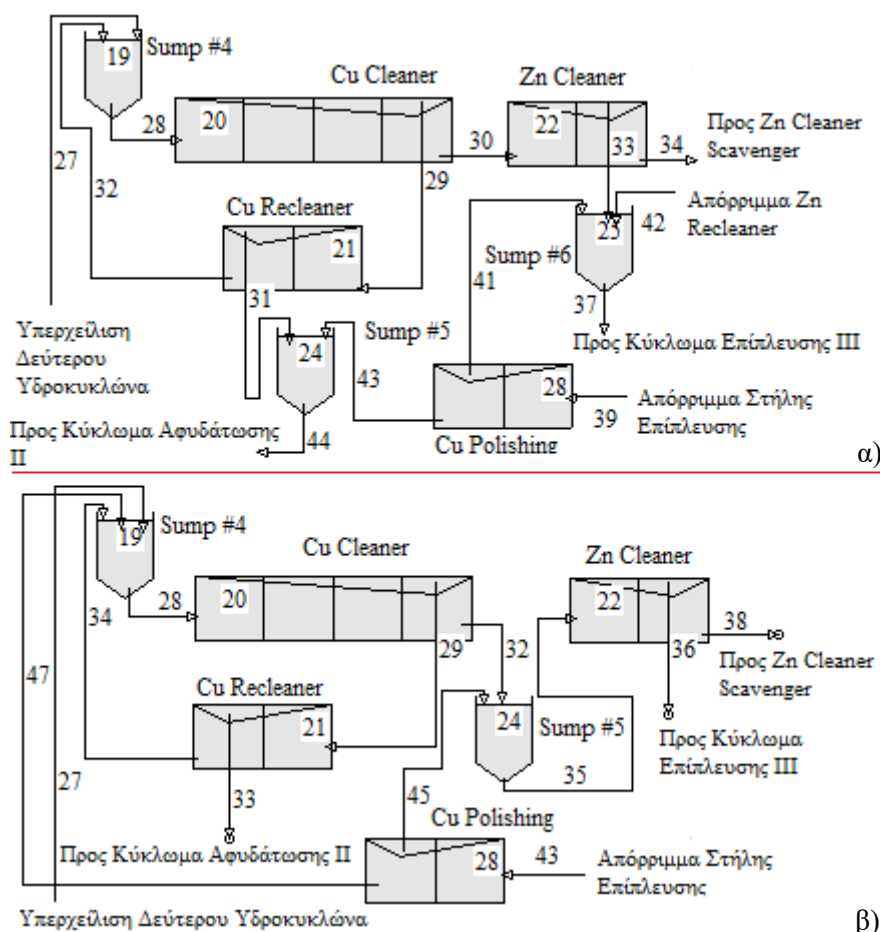 19
Sump #4
Cu Cleaner
Zn Cleaner
20
22
28
30
33
34
Προς Zn Cleaner
Scavenger
27
32
29
Cu Recleaner
21
Απόρριμμα Zn
Recleaner
42
23
Sump #6
41
31
37
Sump #5
Υπερχείλιση
Δεύτερου
Υδροκυκλώνα
24
43
Προς Κύκλωμα Επίπλευσης ΙΙΙ
28
39
Απόρριμμα Στήλης
Επίπλευσης
Προς Κύκλωμα Αφυδάτωσης
ΙΙ
44
Cu Polishing
α)
19
Sump #4
Cu Cleaner
Zn Cleaner
20
22
28
34
29
32
36
38
Προς Zn Cleaner
Scavenger
47
Cu Recleaner
21
24
Sump #5
Προς Κύκλωμα
Επίπλευσης ΙΙΙ
27
33
45
35
Cu Polishing
Προς Κύκλωμα Αφυδάτωσης ΙΙ
28
43
Απόρριμμα Στήλης
Επίπλευσης
Υπερχείλιση Δεύτερου Υδροκυκλώνα
β)